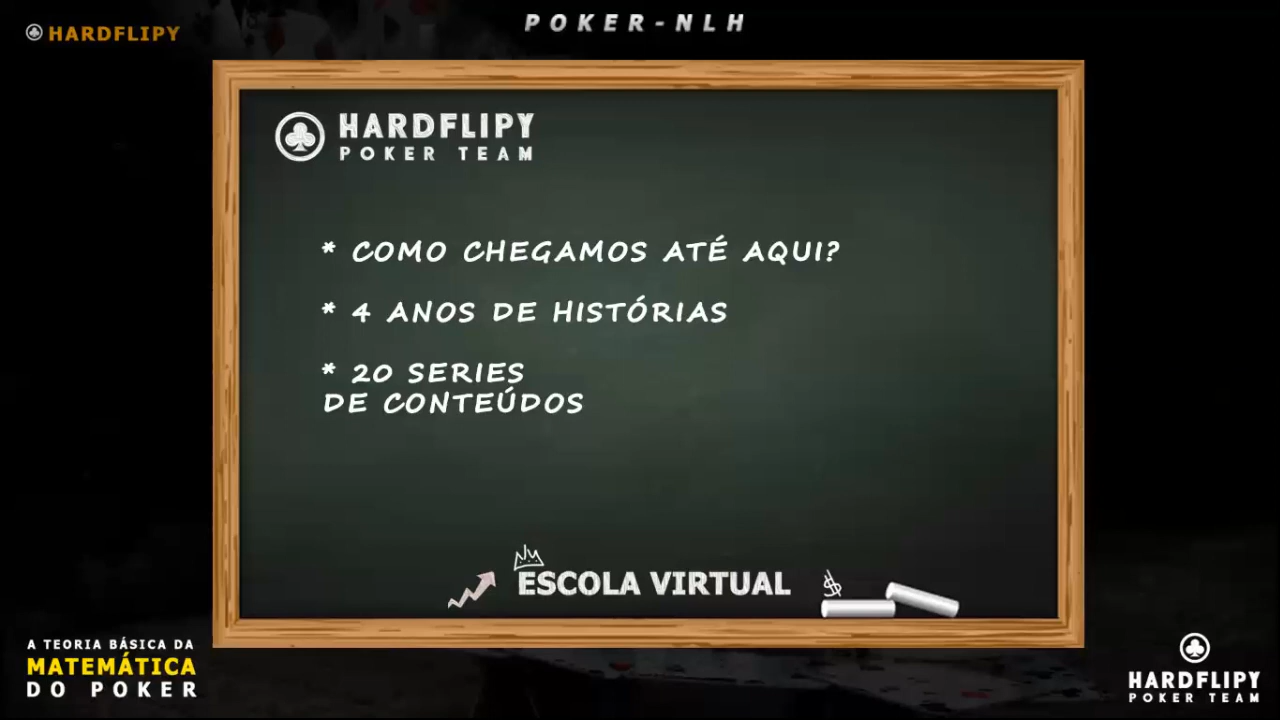 HARDFLIPY
POKER-NLH
HARDFLIPY
POKER TEAM
* COMO CHEGAMOS ATÉ AQUI?
* 4 ANOS DE HISTÓRIAS
* 20 SERIES
DE CONTEÚDOS
ESCOLA VIRTUAL
$
A TEORIA BÁSICA DA
MATEMÁTICA
DO POKER
HARDFLIPY
POKER TEAM